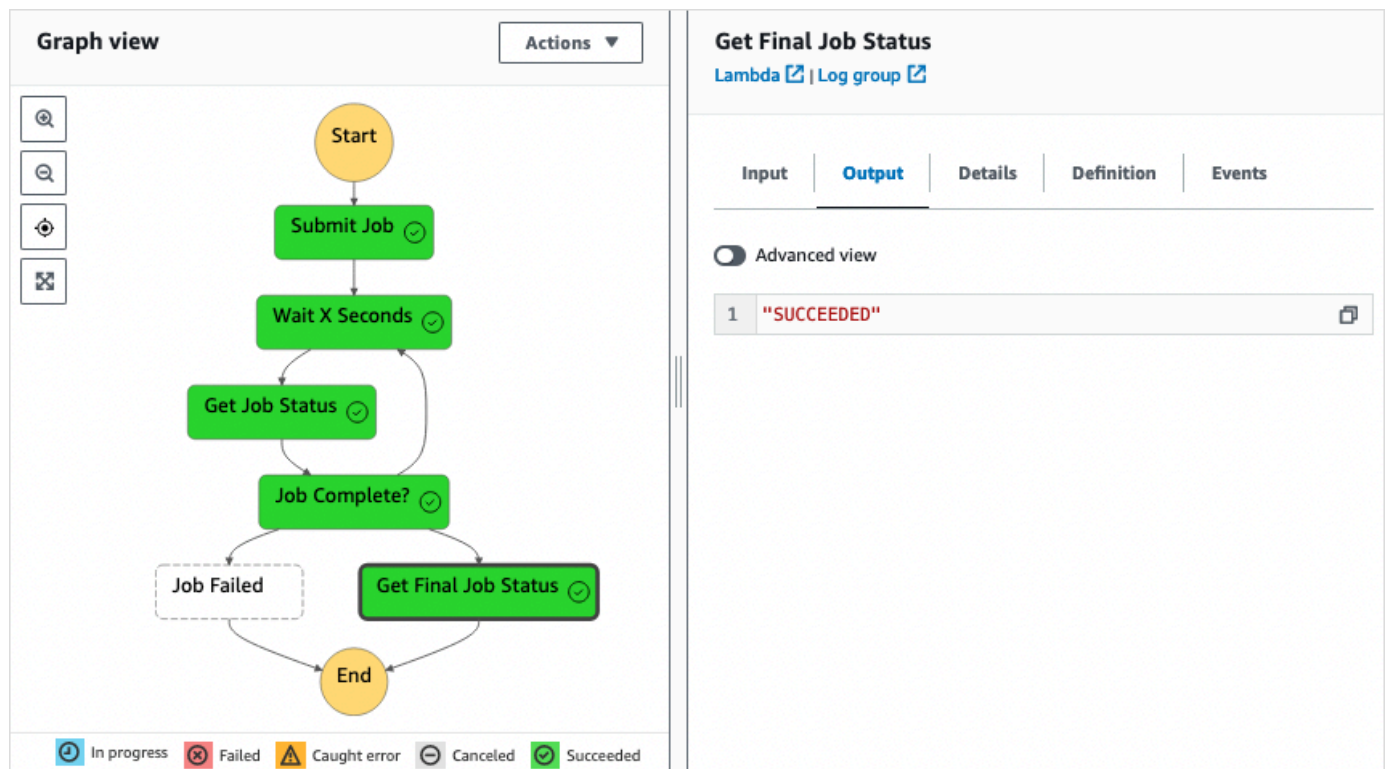 Graph view
Actions
Start
Submit Job
Wait X Seconds
Get Job Status
Job Complete?
Job Failed
Get Final Job Status
End
In progress
Failed
Caught error
Canceled
Succeeded
Get Final Job Status
Lambda | Log group
Input
Output
Details
Definition
Events
Advanced view
1 "SUCCEEDED"